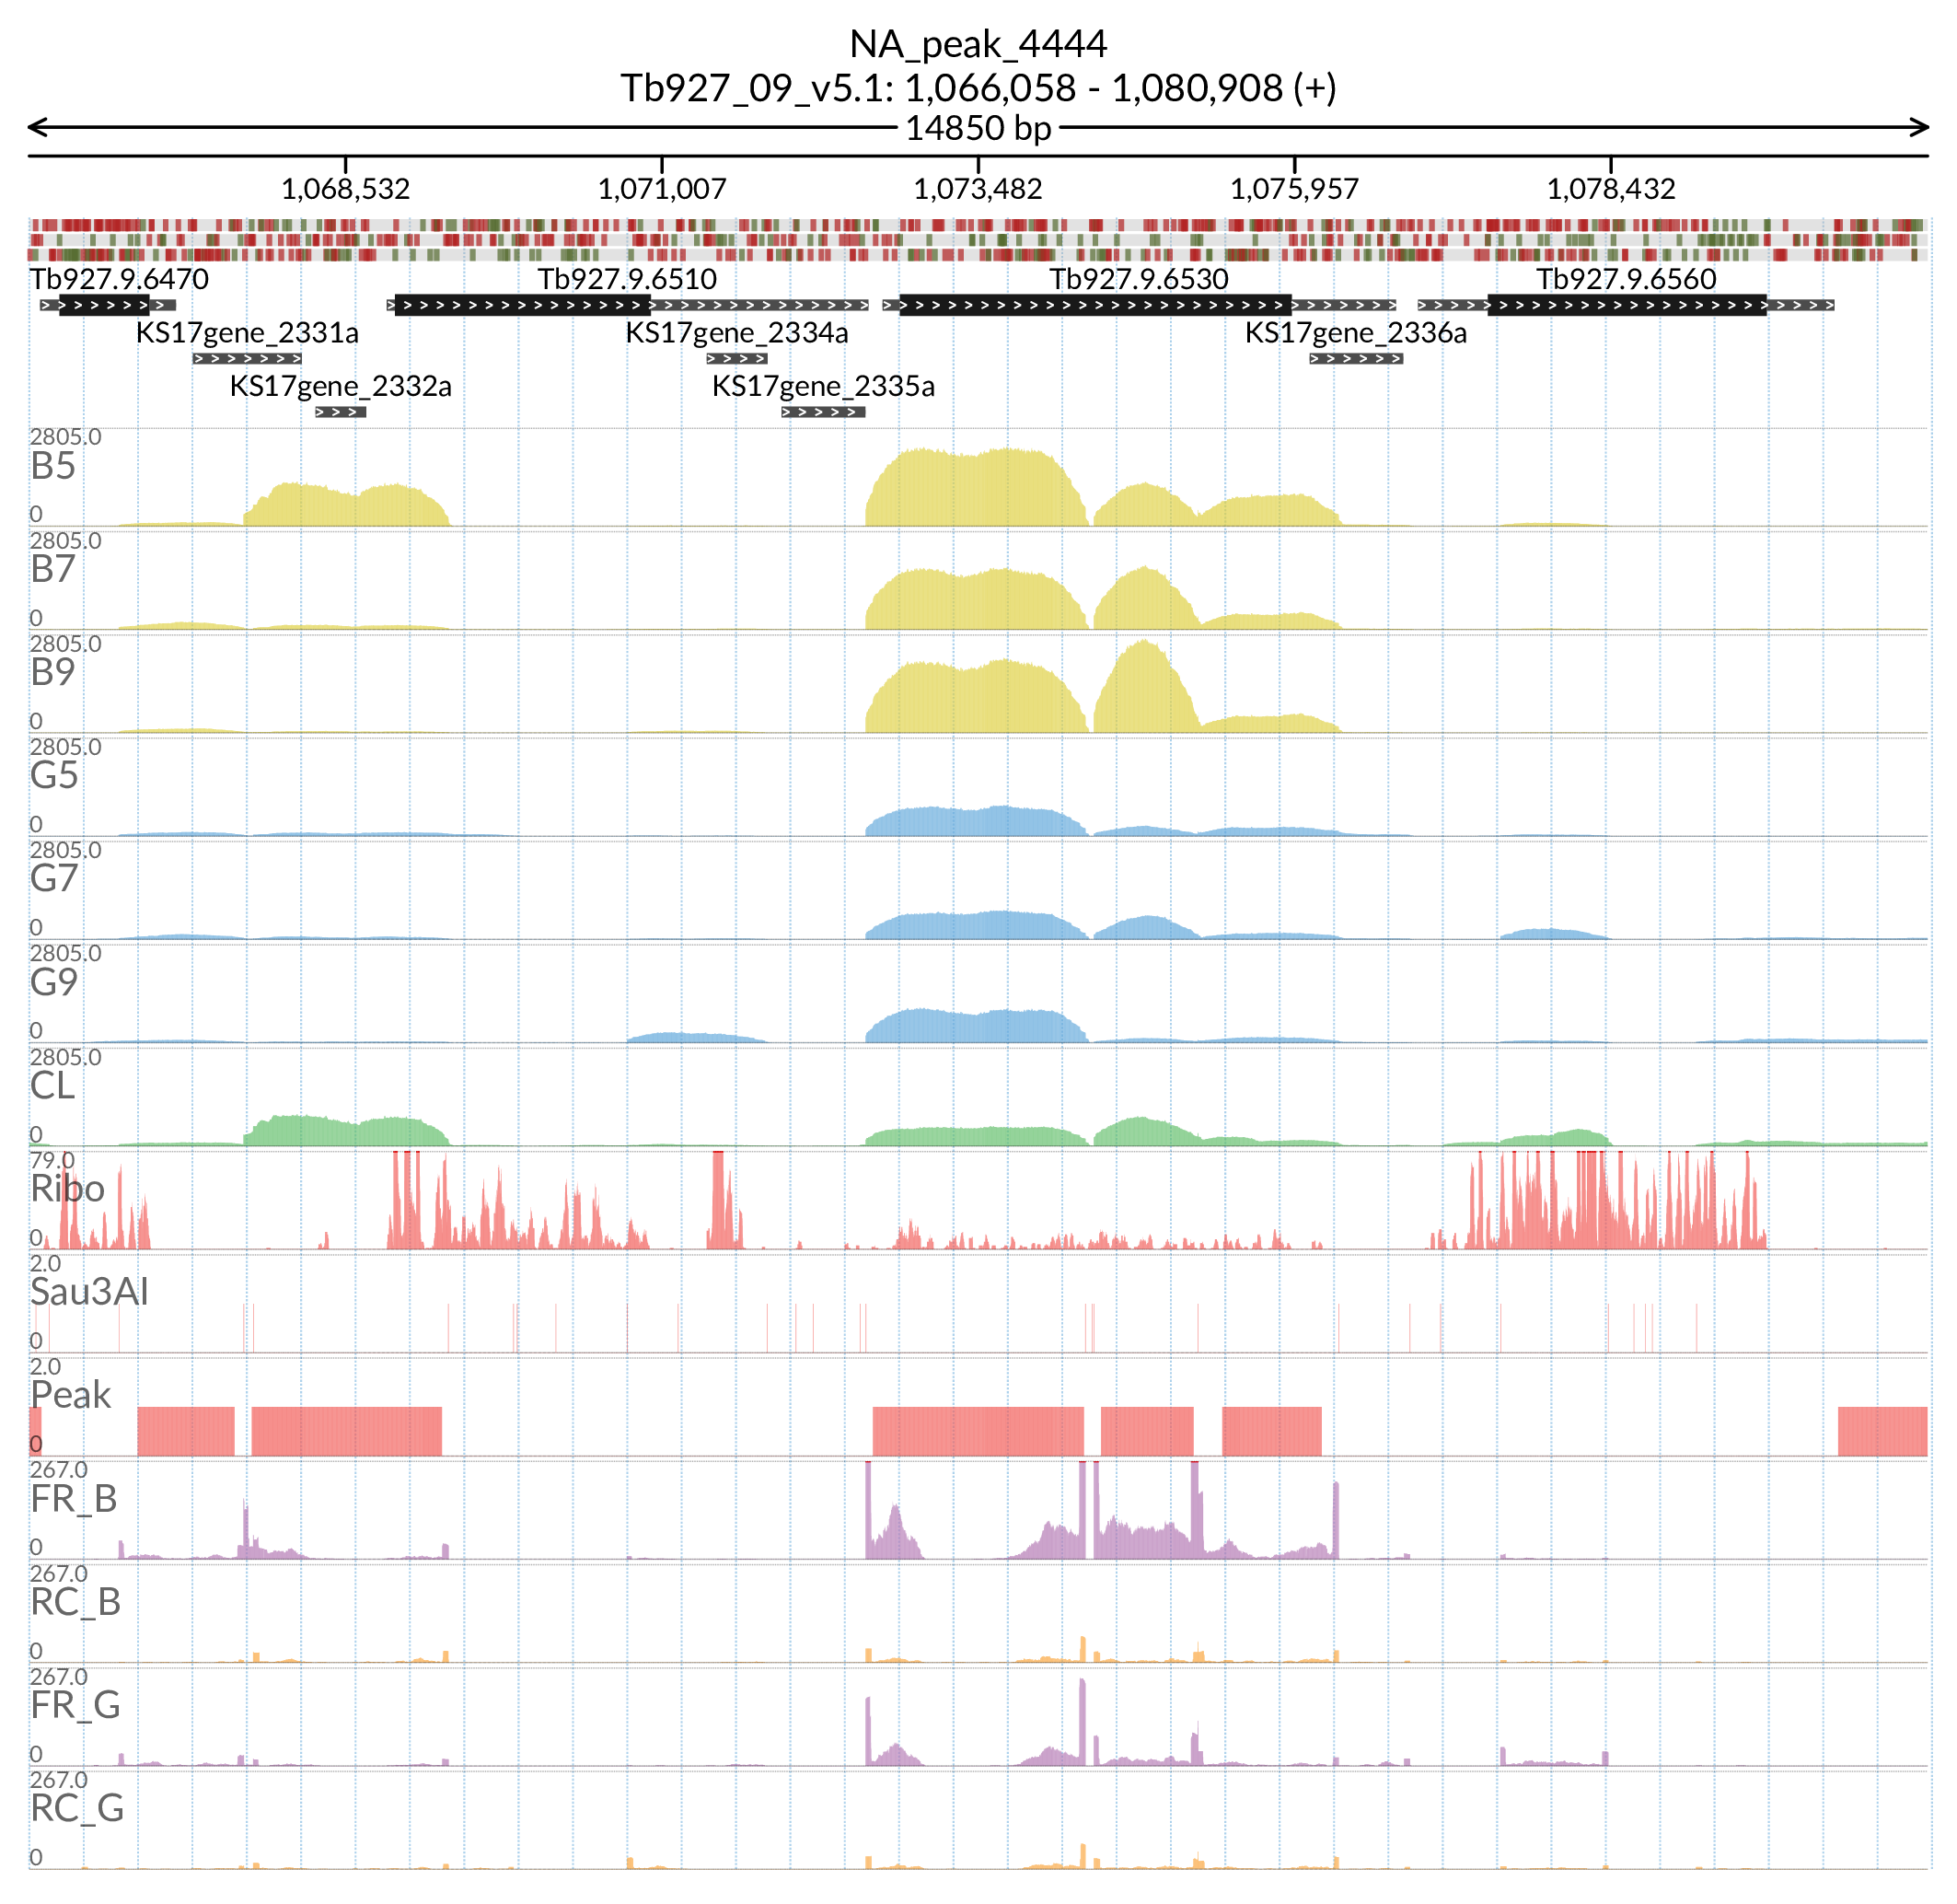 NA_peak_4444
Tb927_09_v5.1: 1,066,058 - 1,080,908 (+)
14850 bp
1,068,532 1,071,007 1,073,482 1,075,957 1,078,432
Tb927.9.6470 Tb927.9.6510 Tb927.9.6530 Tb927.9.6560
KS17gene_2331a KS17gene_2334a KS17gene_2336a
KS17gene_2332a KS17gene_2335a
2805.0
B5
0
2805.0
B7
0
2805.0
B9
0
2805.0
G5
0
2805.0
G7
0
2805.0
G9
0
2805.0
CL
0
79.0
Ribo
0
2.0
Sau3AI
0
2.0
Peak
0
267.0
FR_B
0
267.0
RC_B
0
267.0
FR_G
0
267.0
RC_G
0